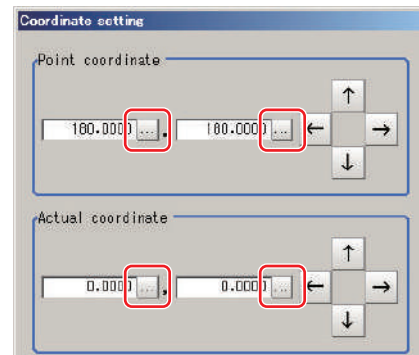 Coordinate setting
Point coordinate
180.0000 ... , 180.0000 ... ← ↑ → ↓
Actual coordinate
0.0000 ... , 0.0000 ... ← ↑ → ↓